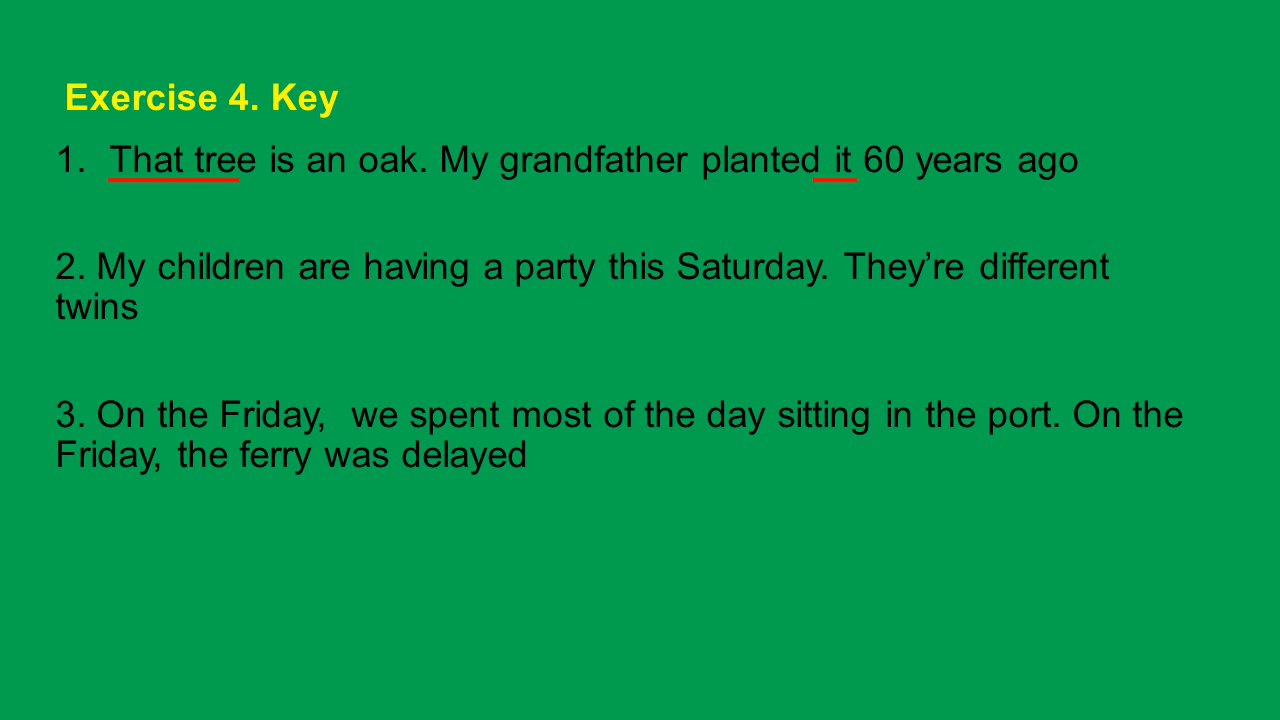 Exercise 4. Key
1. That tree is an oak. My grandfather planted it 60 years ago
2. My children are having a party this Saturday. They’re different
twins
3. On the Friday, we spent most of the day sitting in the port. On the
Friday, the ferry was delayed